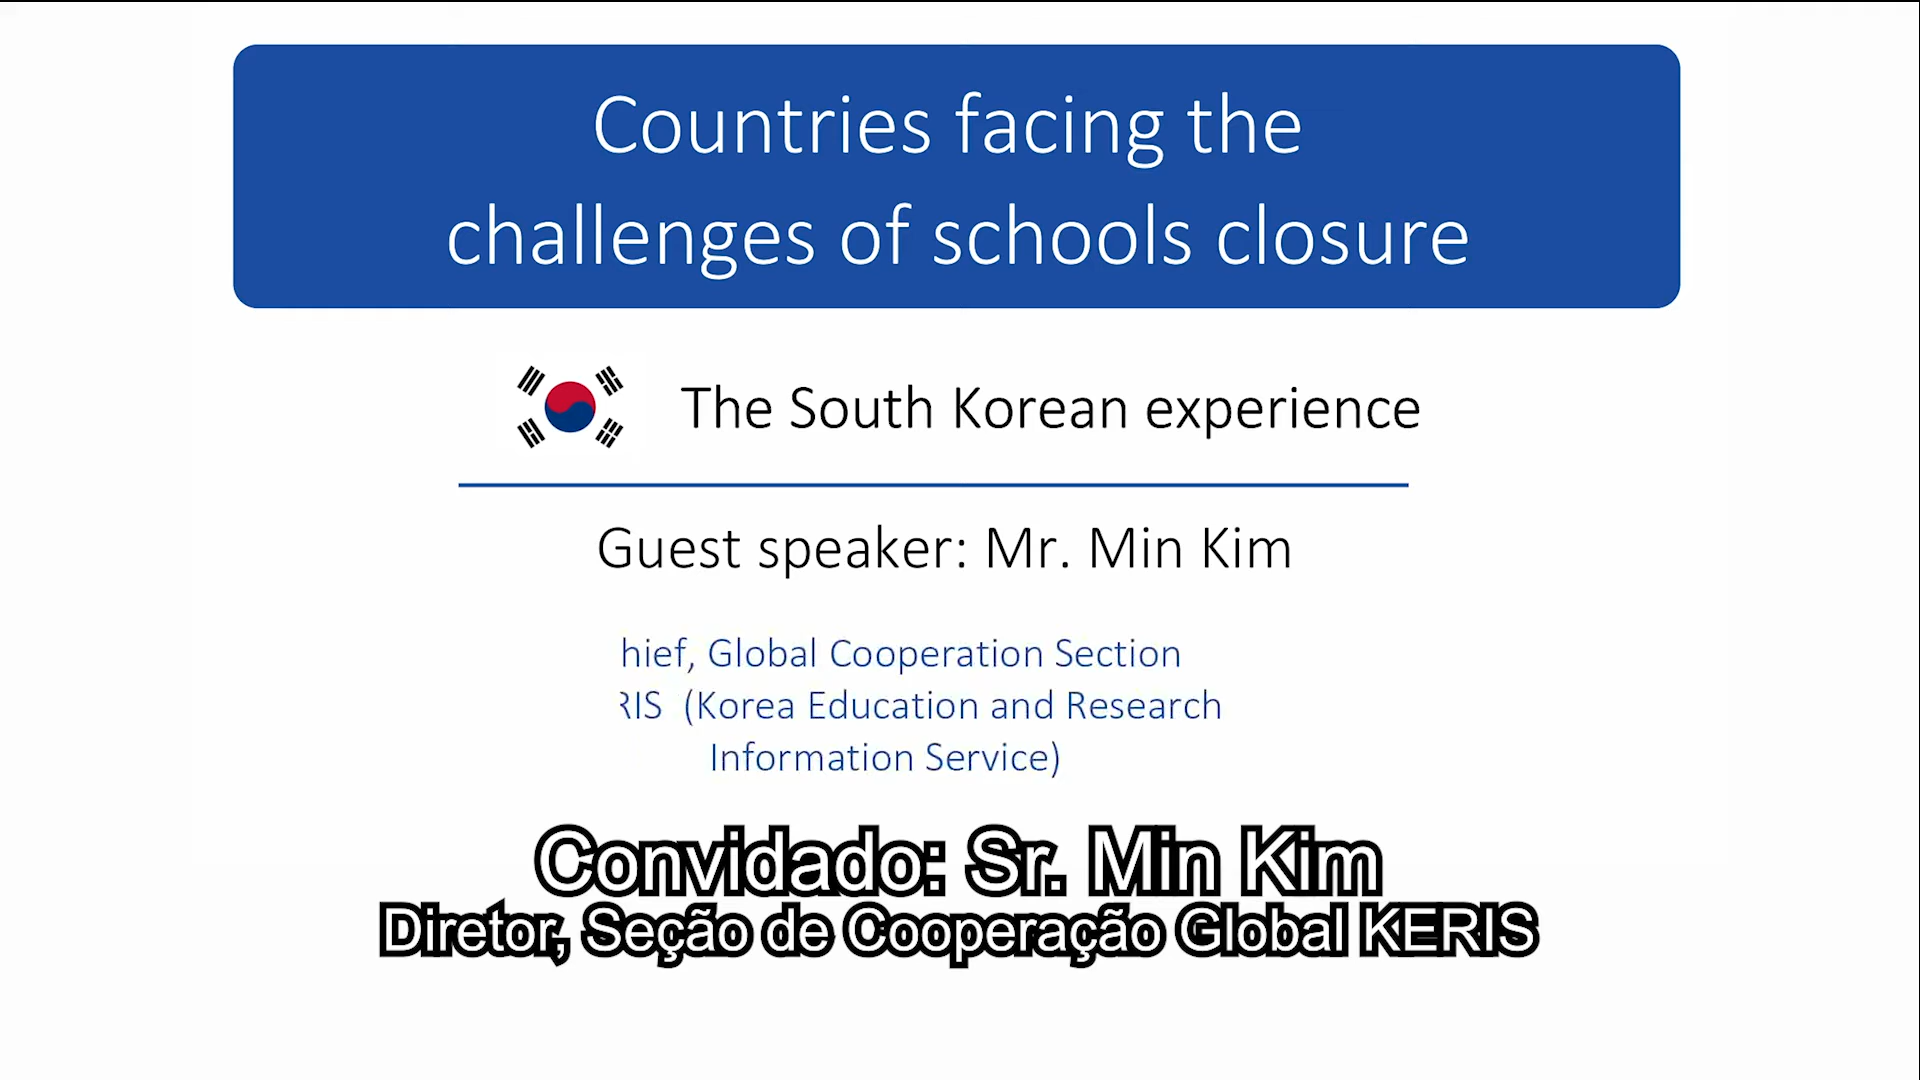 Countries facing the
challenges of schools closure
The South Korean experience
Guest speaker: Mr. Min Kim
hief, Global Cooperation Section
RIS (Korea Education and Research
Information Service)
Convidado: Sr. Min Kim
Diretor, Seção de Cooperação Global KERIS